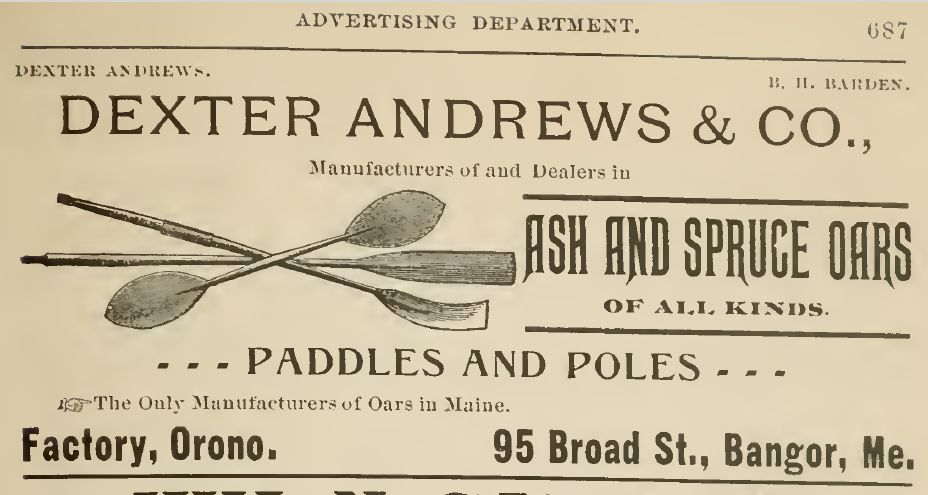 ADVERTISING DEPARTMENT. 687
DEXTER ANDREWS. B. H. BARDEN.
DEXTER ANDREWS & CO.,
Manufacturers of and Dealers in
ASH AND SPRUCE OARS
OF ALL KINDS.
- - - PADDLES AND POLES - - -
☞The Only Manufacturers of Oars in Maine.
Factory, Orono. 95 Broad St., Bangor, Me.